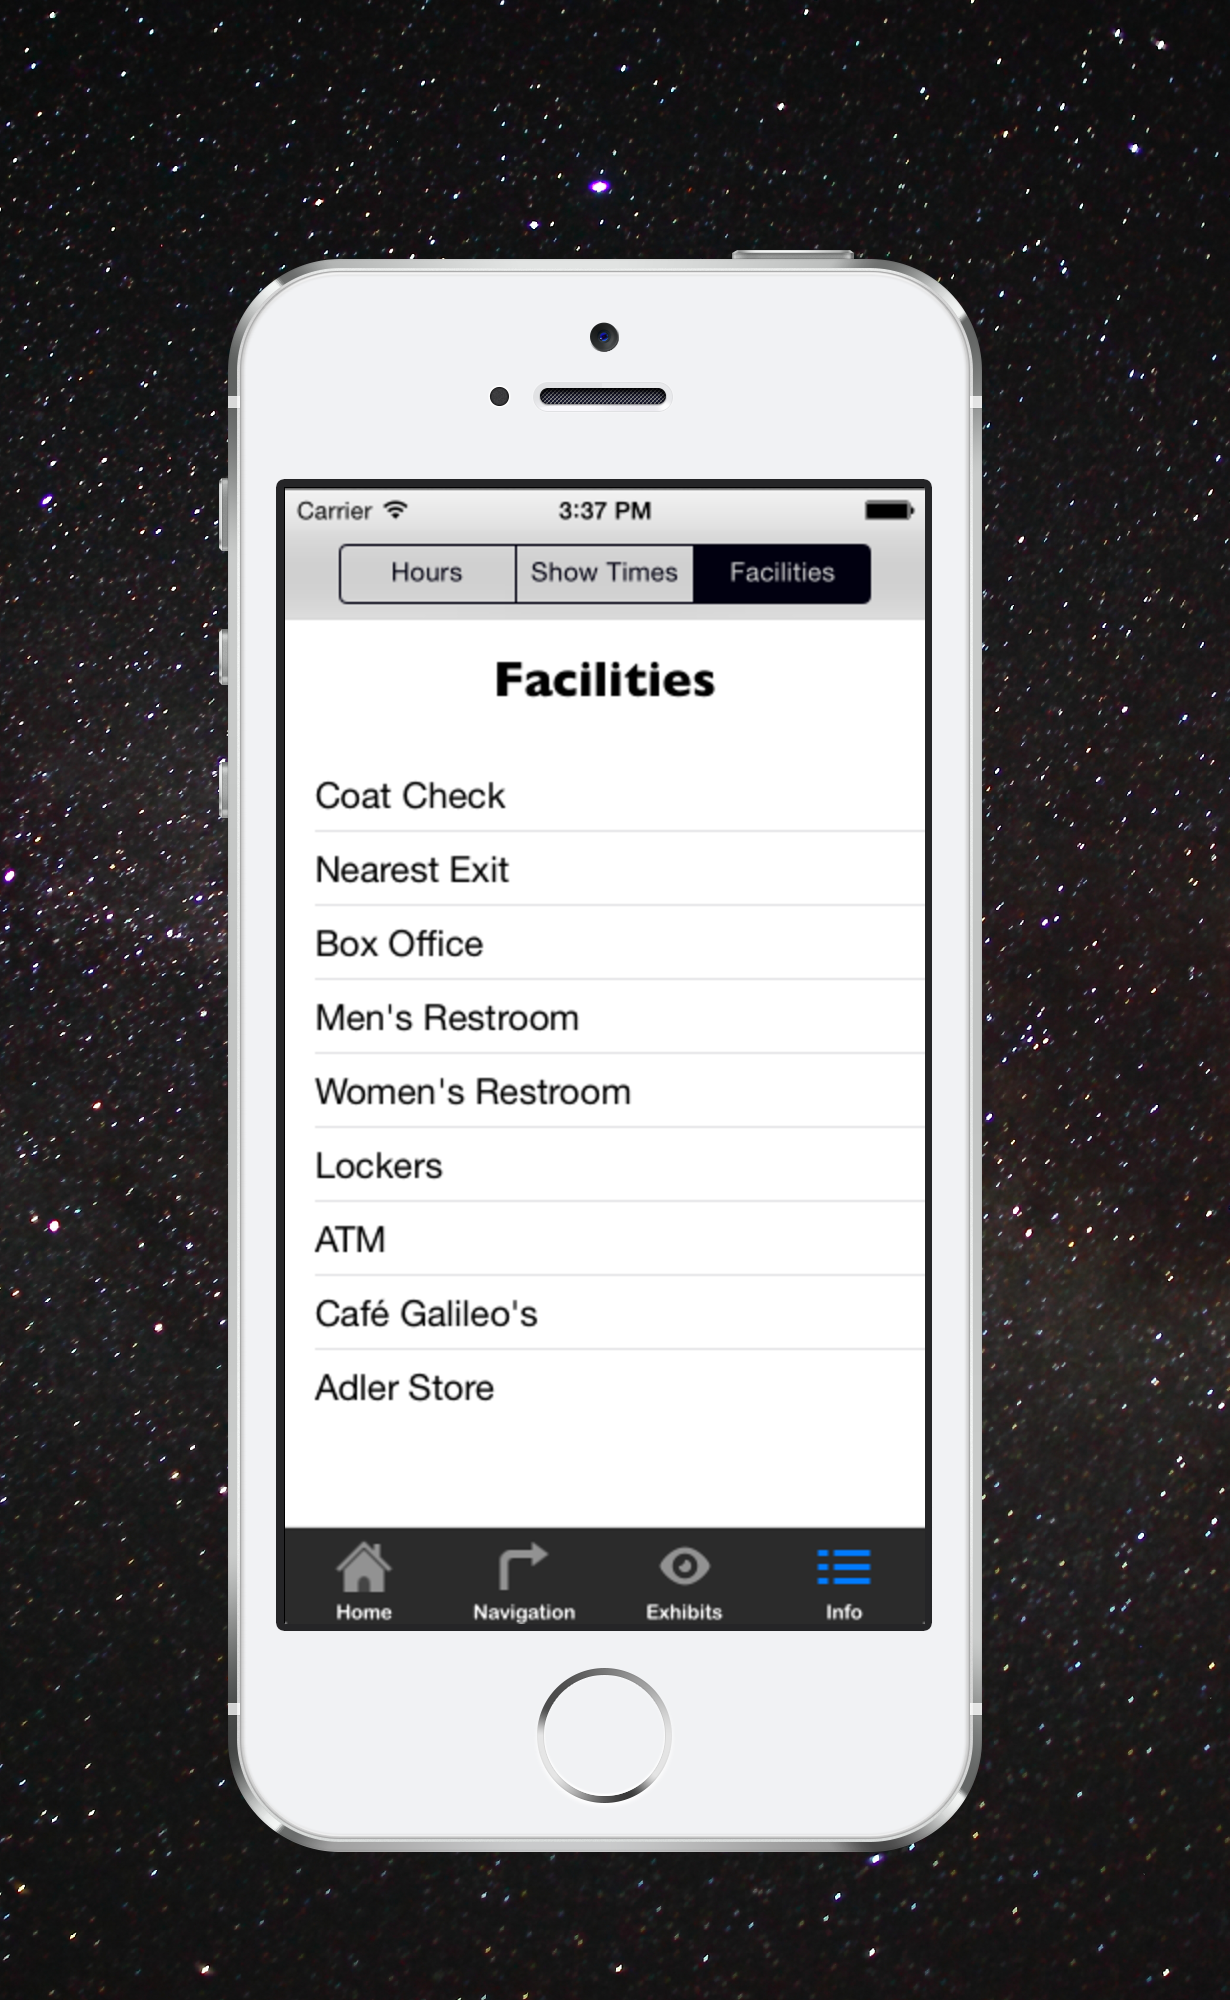 Carrier 3:37 PM
Hours Show Times Facilities
Facilities
Coat Check
Nearest Exit
Box Office
Men's Restroom
Women's Restroom
Lockers
ATM
Café Galileo's
Adler Store
Home Navigation Exhibits Info